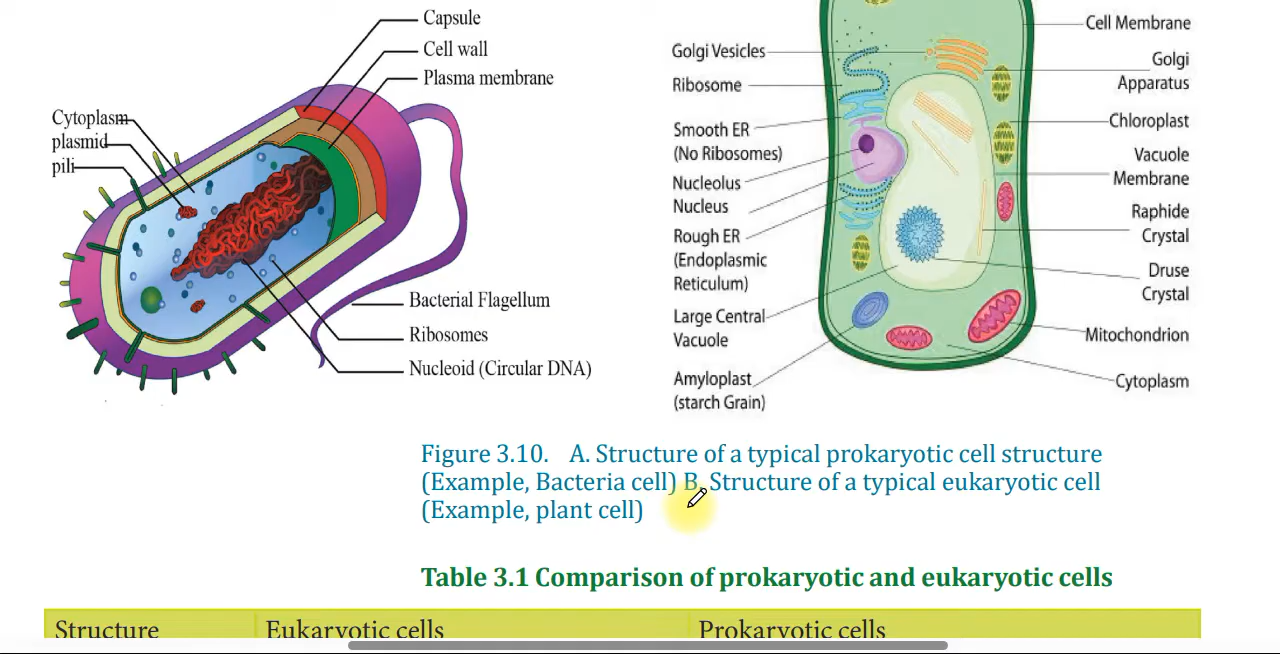 Capsule
Cell wall
Plasma membrane
Cytoplasm
plasmid
pili
Bacterial Flagellum
Ribosomes
Nucleoid (Circular DNA)
Golgi Vesicles
Ribosome
Smooth ER
(No Ribosomes)
Nucleolus
Nucleus
Rough ER
(Endoplasmic
Reticulum)
Large Central
Vacuole
Amyloplast
(starch Grain)
Cell Membrane
Golgi
Apparatus
Chloroplast
Vacuole
Membrane
Raphide
Crystal
Druse
Crystal
Mitochondrion
Cytoplasm
Figure 3.10. A. Structure of a typical prokaryotic cell structure
(Example, Bacteria cell) B. Structure of a typical eukaryotic cell
(Example, plant cell)
Table 3.1 Comparison of prokaryotic and eukaryotic cells
Structure Eukaryotic cells Prokaryotic cells